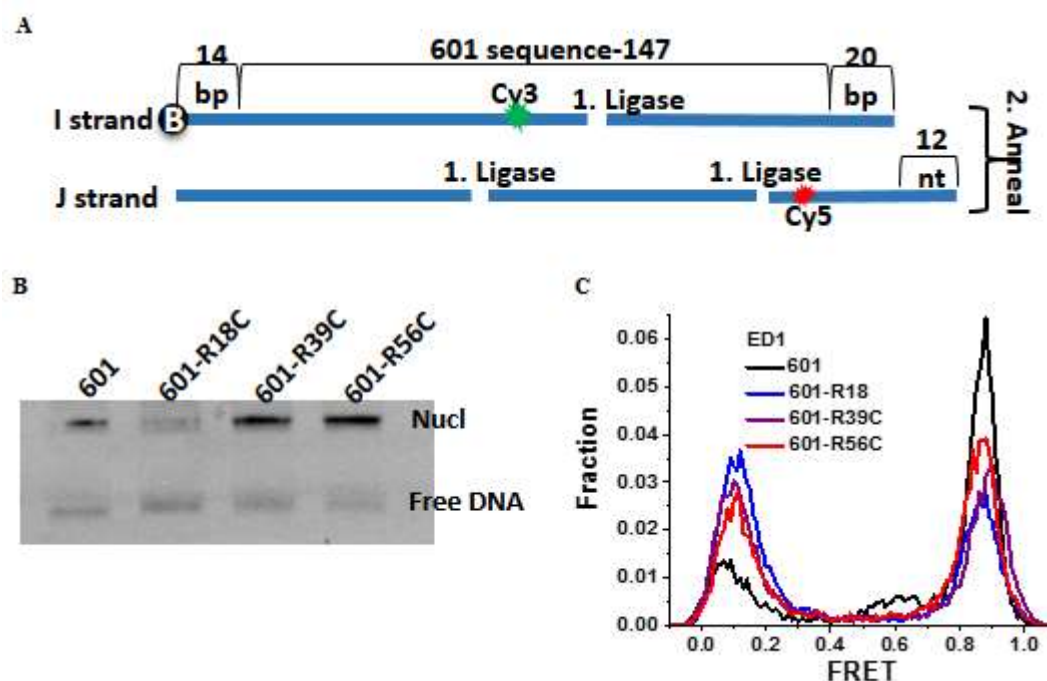 A
14
601 sequence-147
20
bp
Cy3
1. Ligase
bp
I strand
B
12
J strand
1. Ligase
1. Ligase
nt
Cy5
2. Anneal
B
601
601-R18C
601-R39C
601-R56C
Nucl
Free DNA
C
ED1
601
601-R18
601-R39C
601-R56C
Fraction
0.06
0.05
0.04
0.03
0.02
0.01
0.00
0.0 0.2 0.4 0.6 0.8 1.0
FRET